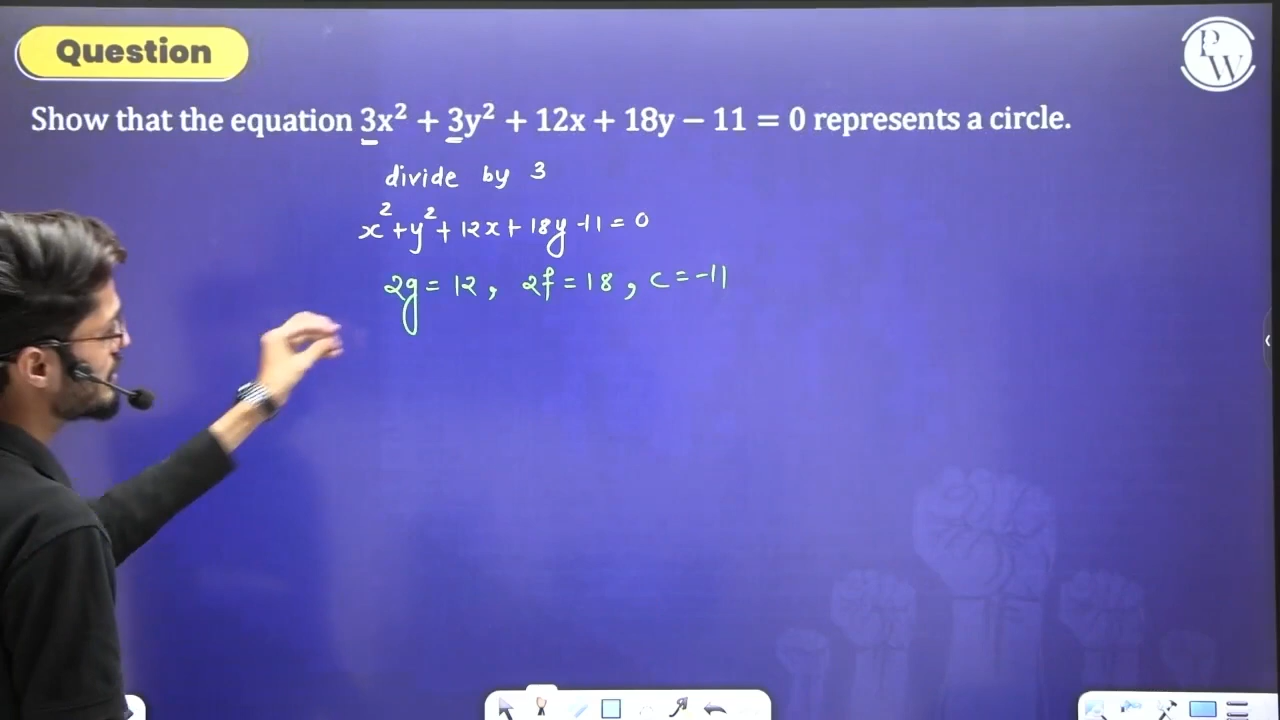 Question
PW
Show that the equation 3x² + 3y² + 12x + 18y − 11 = 0 represents a circle.
divide by 3
x²+y²+12x+18y-11=0
2g=12, 2f=18, c=-11